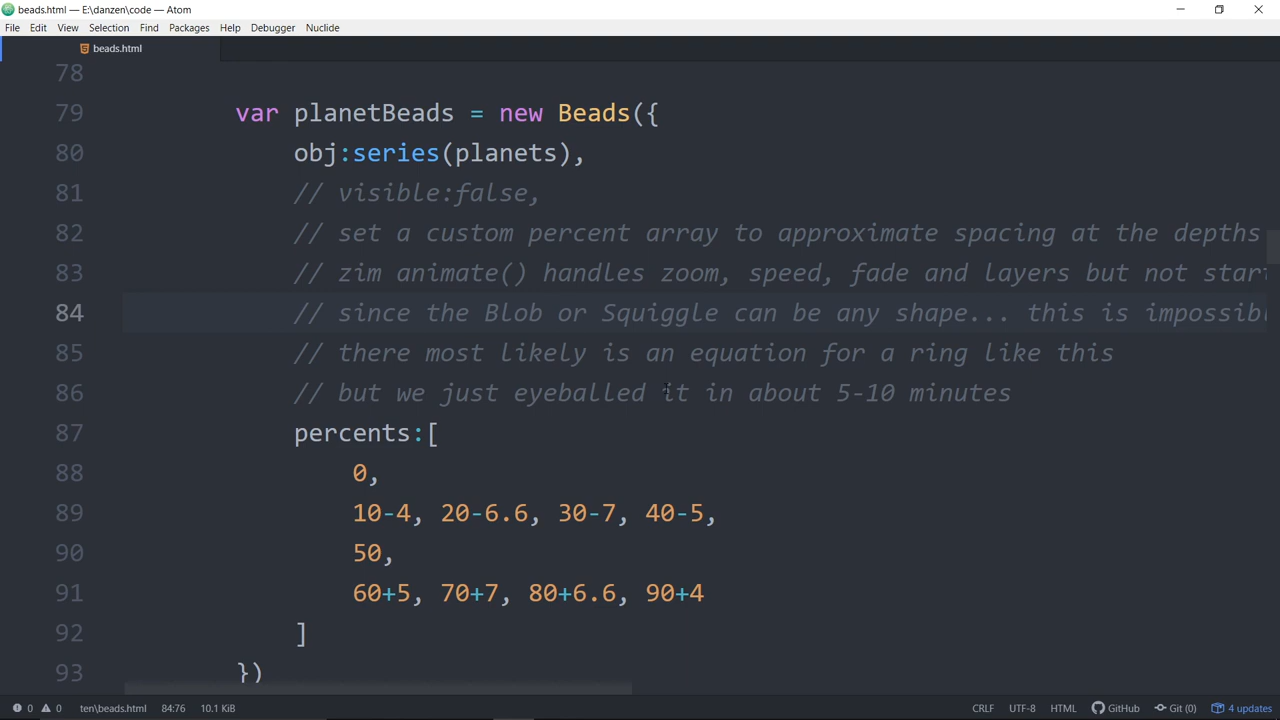 beads.html — E:\danzen\code — Atom
File Edit View Selection Find Packages Help Debugger Nuclide
beads.html
78
79 var planetBeads = new Beads({
80 obj:series(planets),
81 // visible:false,
82 // set a custom percent array to approximate spacing at the depths
83 // zim animate() handles zoom, speed, fade and layers but not star
84 // since the Blob or Squiggle can be any shape... this is impossib
85 // there most likely is an equation for a ring like this
86 // but we just eyeballed it in about 5-10 minutes
87 percents:[
88 0,
89 10-4, 20-6.6, 30-7, 40-5,
90 50,
91 60+5, 70+7, 80+6.6, 90+4
92 ]
93 })
0 0 ten\beads.html 84:76 10.1 KiB CRLF UTF-8 HTML GitHub Git (0) 4 updates